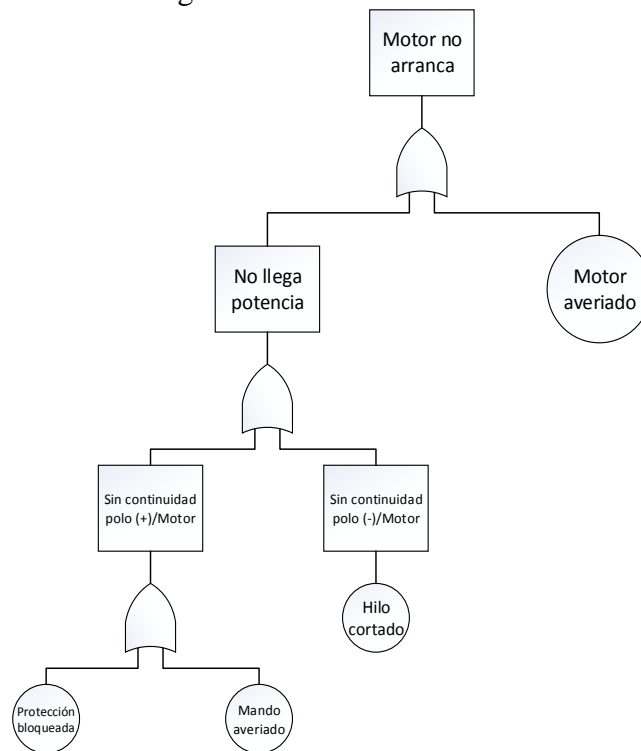 g
Motor no
arranca
No llega
potencia
Motor
averiado
Sin continuidad
polo (+)/Motor
Sin continuidad
polo (-)/Motor
Hilo
cortado
Protección
bloqueada
Mando
averiado